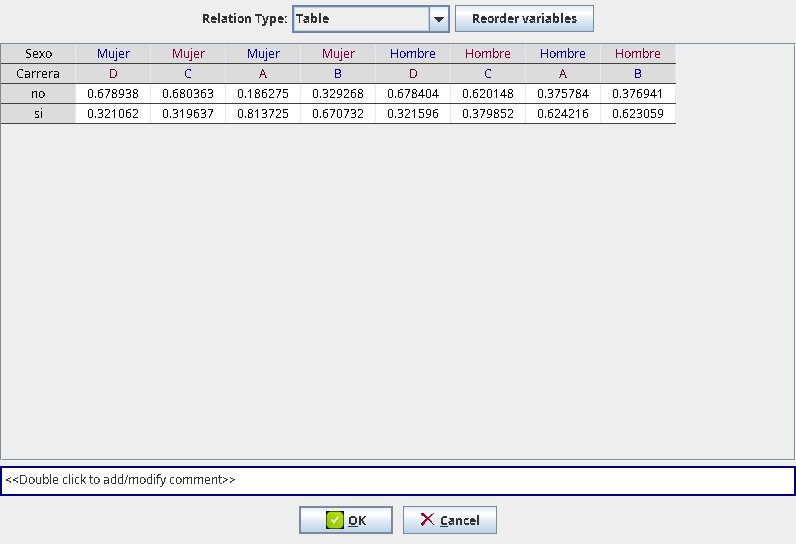 Relation Type: Table Reorder variables
Sexo Mujer Mujer Mujer Mujer Hombre Hombre Hombre Hombre
Carrera D C A B D C A B
no 0.678938 0.680363 0.186275 0.329268 0.678404 0.620148 0.375784 0.376941
si 0.321062 0.319637 0.813725 0.670732 0.321596 0.379852 0.624216 0.623059
<<Double click to add/modify comment>>
OK Cancel